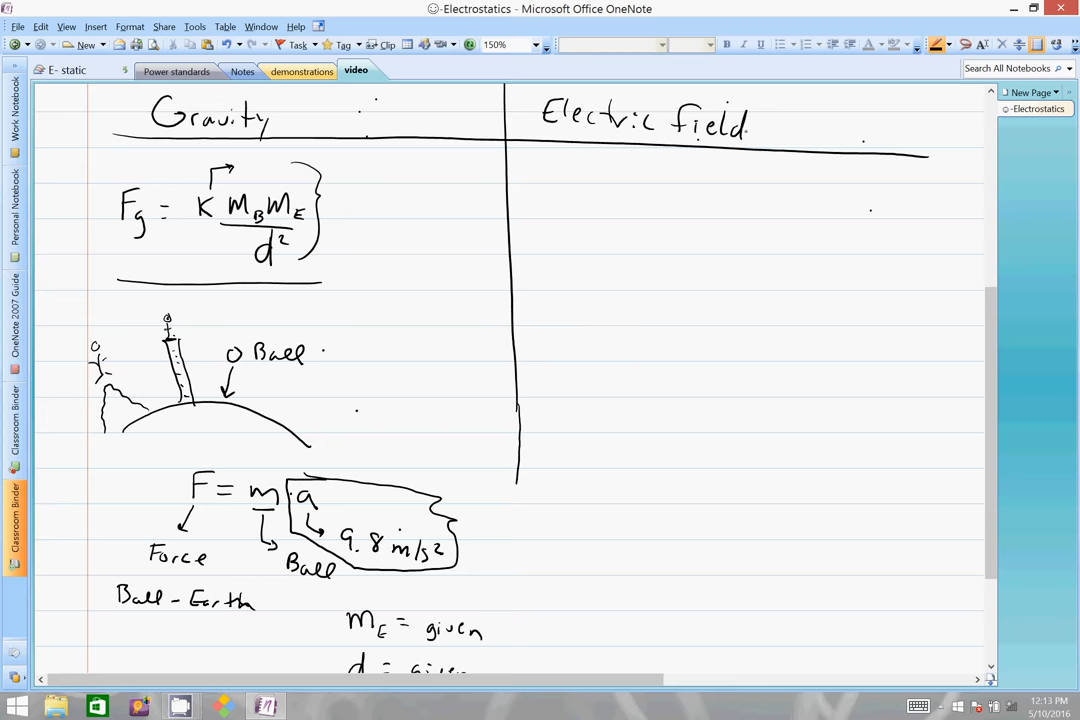 -Electrostatics - Microsoft Office OneNote
File Edit View Insert Format Share Tools Table Window Help
New Task Tag Clip 150%
B I U
E- static Power standards Notes demonstrations video
Search All Notebooks
New Page
-Electrostatics
Work Notebook
Personal Notebook
OneNote 2007 Guide
Classroom Binder
Classroom Binder
Gravity
Electric field
Fg = K mB mE
d²
Ball
F = m a
9.8 m/s²
Force
Ball
Ball - Earth
mE = given
d = given
12:13 PM
5/10/2016